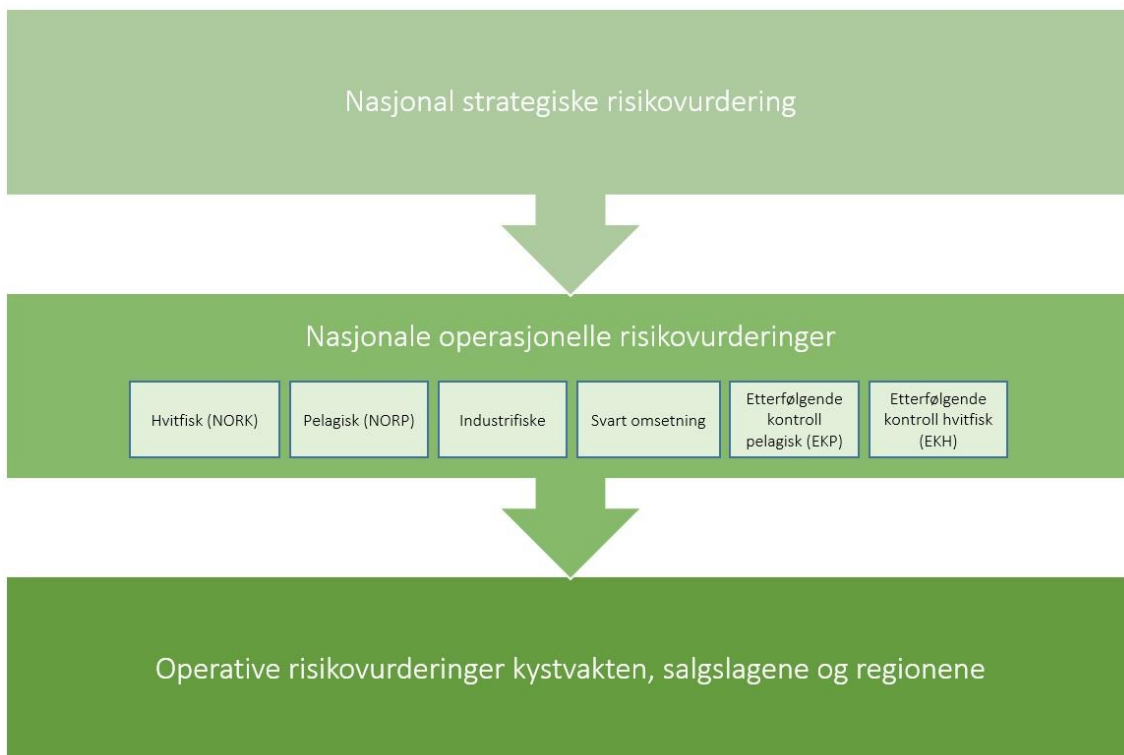 Nasjonal strategiske risikovurdering
Nasjonale operasjonelle risikovurderinger
Hvitfisk (NORK)
Pelagisk (NORP)
Industrifiske
Svart omsetning
Etterfølgende
kontroll
pelagisk (EKP)
Etterfølgende
kontroll hvitfisk
(EKH)
Operative risikovurderinger kystvakten, salgslagene og regionene